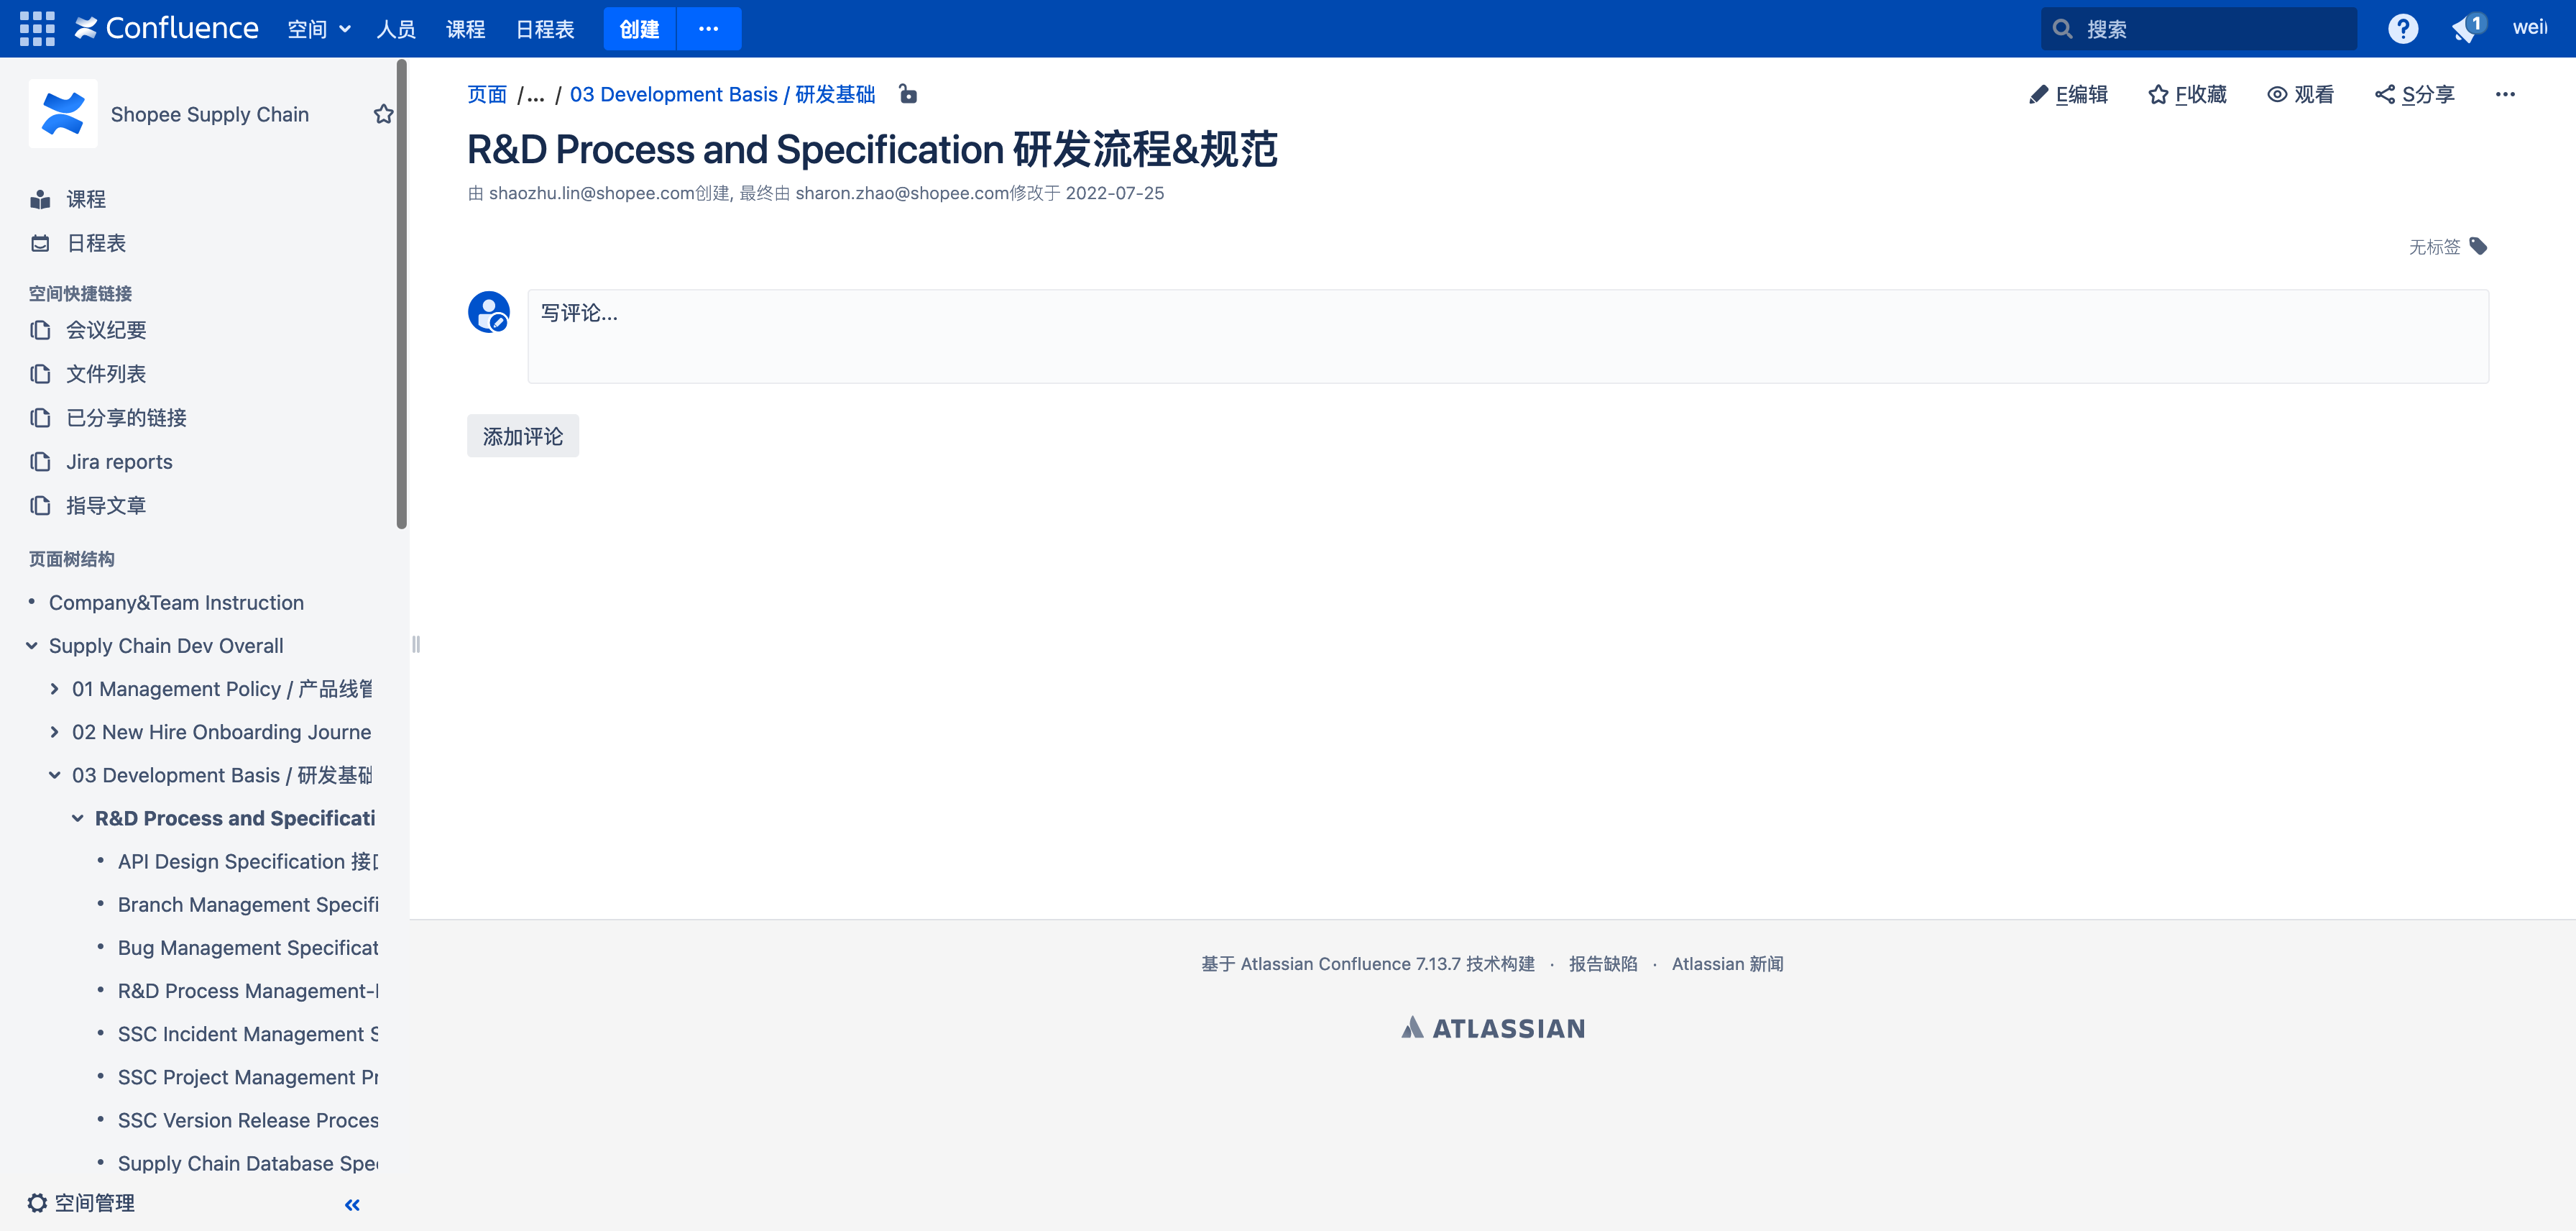 Confluence 空间 人员 课程 日程表 创建 ··· 搜索 1 weil
Shopee Supply Chain
课程
日程表
空间快捷链接
会议纪要
文件列表
已分享的链接
Jira reports
指导文章
页面树结构
Company&Team Instruction
Supply Chain Dev Overall
01 Management Policy / 产品线管
02 New Hire Onboarding Journe
03 Development Basis / 研发基础
R&D Process and Specificati
API Design Specification 接
Branch Management Specifi
Bug Management Specificat
R&D Process Management-
SSC Incident Management S
SSC Project Management Pr
SSC Version Release Proces
Supply Chain Database Spe
空间管理
页面 /... / 03 Development Basis / 研发基础
E编辑 F收藏 观看 S分享 ···
R&D Process and Specification 研发流程&规范
由 shaozhu.lin@shopee.com创建, 最终由 sharon.zhao@shopee.com修改于 2022-07-25
无标签
写评论...
添加评论
基于 Atlassian Confluence 7.13.7 技术构建 · 报告缺陷 · Atlassian 新闻
ATLASSIAN